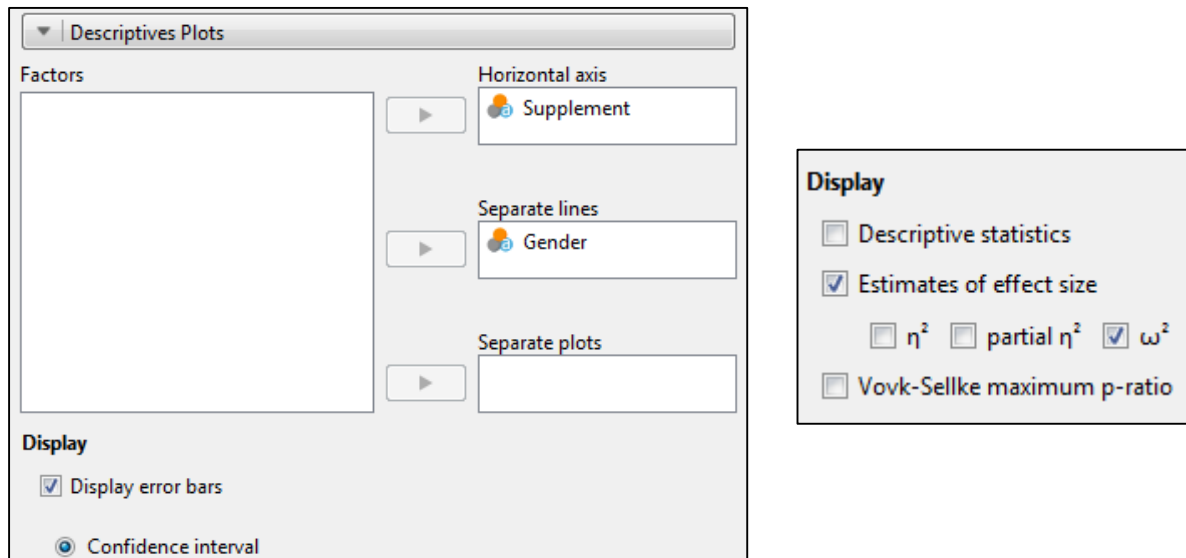 Descriptives Plots
Factors
Horizontal axis
Supplement
Separate lines
Gender
Separate plots
Display
Display error bars
Confidence interval
Display
Descriptive statistics
Estimates of effect size
η² partial η² ω²
Vovk-Sellke maximum p-ratio